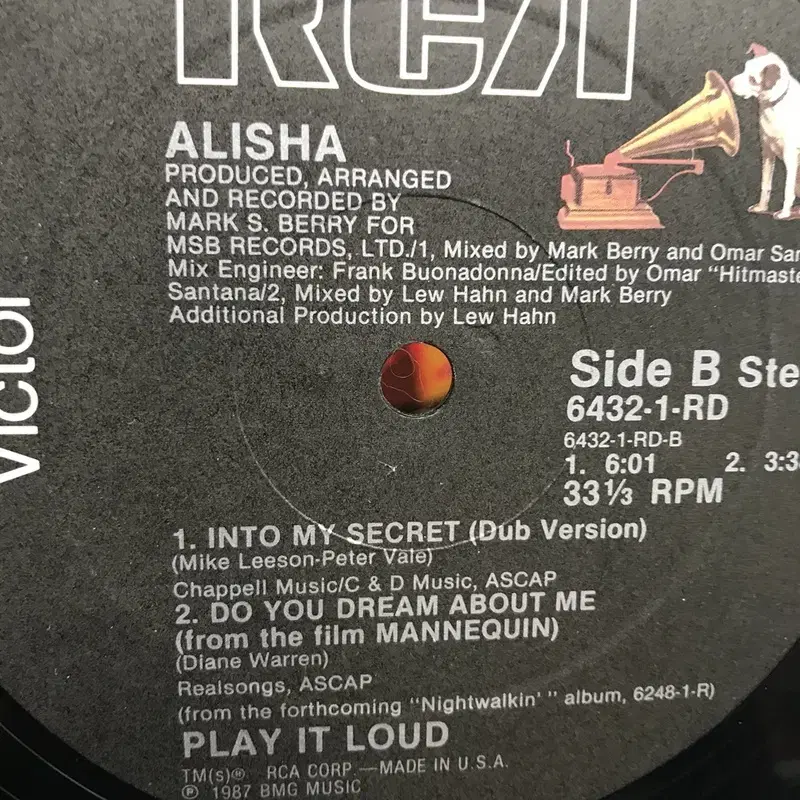 RCA
Victor
ALISHA
PRODUCED, ARRANGED
AND RECORDED BY
MARK S. BERRY FOR
MSB RECORDS, LTD./1, Mixed by Mark Berry and Omar
Mix Engineer: Frank Buonadonna/Edited by Omar
Santana/2, Mixed by Lew Hahn and Mark Berry
Additional Production by Lew Hahn
Side B
6432-1-RD
6432-1-RD-B
1. 6:01 2.
33⅓ RPM
1. INTO MY SECRET (Dub Version)
(Mike Leeson-Peter Vale)
Chappell Music/C & D Music, ASCAP
2. DO YOU DREAM ABOUT ME
(from the film MANNEQUIN)
(Diane Warren)
Realsongs, ASCAP
(from the forthcoming "Nightwalkin' " album, 6248-1-R)
PLAY IT LOUD
TM(s)® RCA CORP —MADE IN U.S.A.
℗ 1987 BMG MUSIC